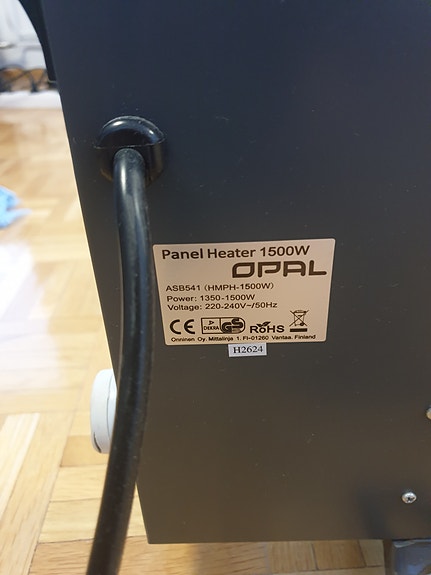 Panel Heater 1500W
OPAL
ASB541 (HMPH-1500W)
Power: 1350-1500W
Voltage: 220-240V~/50Hz
CE DEKRA GS RoHS
Onninen Oy. Mittalinja 1. FI-01260 Vantaa. Finland
H2624